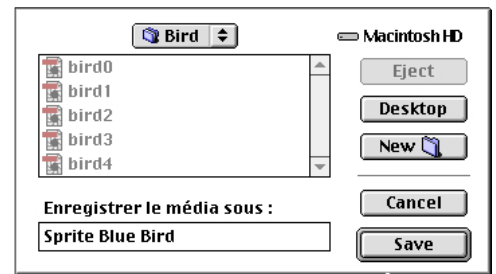 Bird
Macintosh HD
bird0
bird1
bird2
bird3
bird4
Eject
Desktop
New
Enregistrer le média sous :
Sprite Blue Bird
Cancel
Save